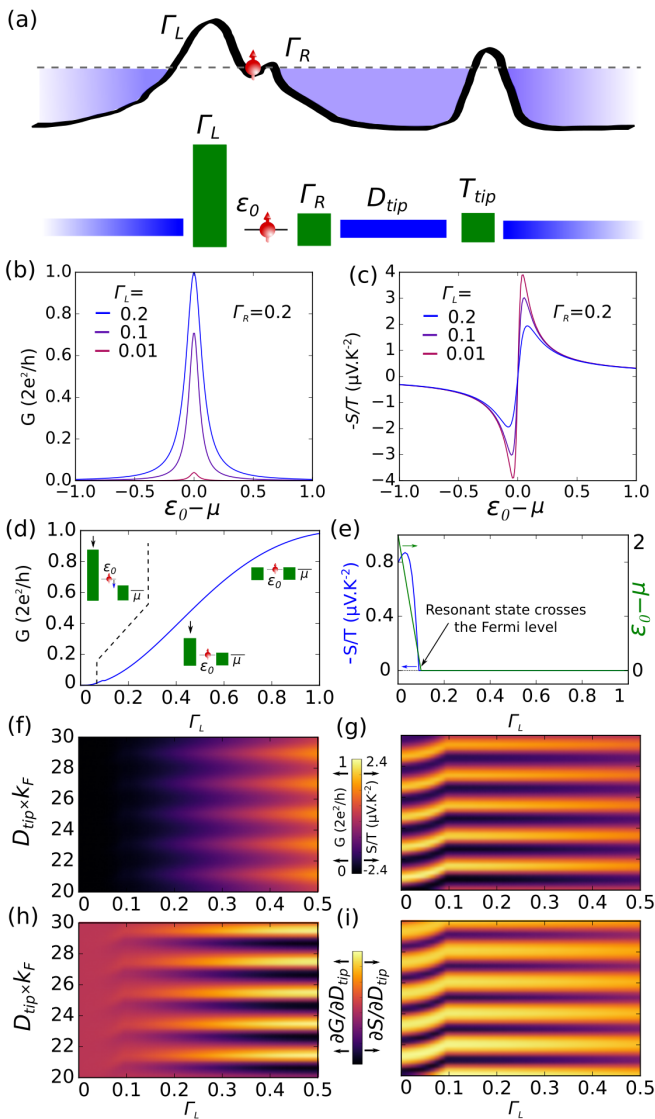 (a)
Γ_L
Γ_R
Γ_L
ε_0
Γ_R
D_tip
T_tip
(b)
(c)
G (2e²/h)
1.0
0.8
0.6
0.4
0.2
0.0
Γ_L=
0.2
0.1
0.01
Γ_R=0.2
−1.0
−0.5
0.0
0.5
1.0
ε_0−μ
-S/T (μV.K⁻²)
4
3
2
1
0
−1
−2
−3
−4
Γ_L=
0.2
0.1
0.01
Γ_R=0.2
−1.0
−0.5
0.0
0.5
1.0
ε_0−μ
(d)
(e)
G (2e²/h)
1.0
0.8
0.6
0.4
0.2
0
ε_0
μ
ε_0
μ
0
0.2
0.4
0.6
0.8
1.0
Γ_L
-S/T (μV.K⁻²)
0.8
0.4
0
Resonant state crosses
the Fermi level
2
0
ε_0−μ
0
0.2
0.4
0.6
0.8
1
Γ_L
(f)
(g)
D_tip×k_F
30
28
26
24
22
20
0
0.1
0.2
0.3
0.4
0.5
1
2.4
G (2e²/h)
S/T (μV.K⁻²)
0
-2.4
0
0.1
0.2
0.3
0.4
0.5
(h)
(i)
D_tip×k_F
30
28
26
24
22
20
0
0.1
0.2
0.3
0.4
0.5
Γ_L
∂G/∂D_tip
∂S/∂D_tip
0
0.1
0.2
0.3
0.4
0.5
Γ_L